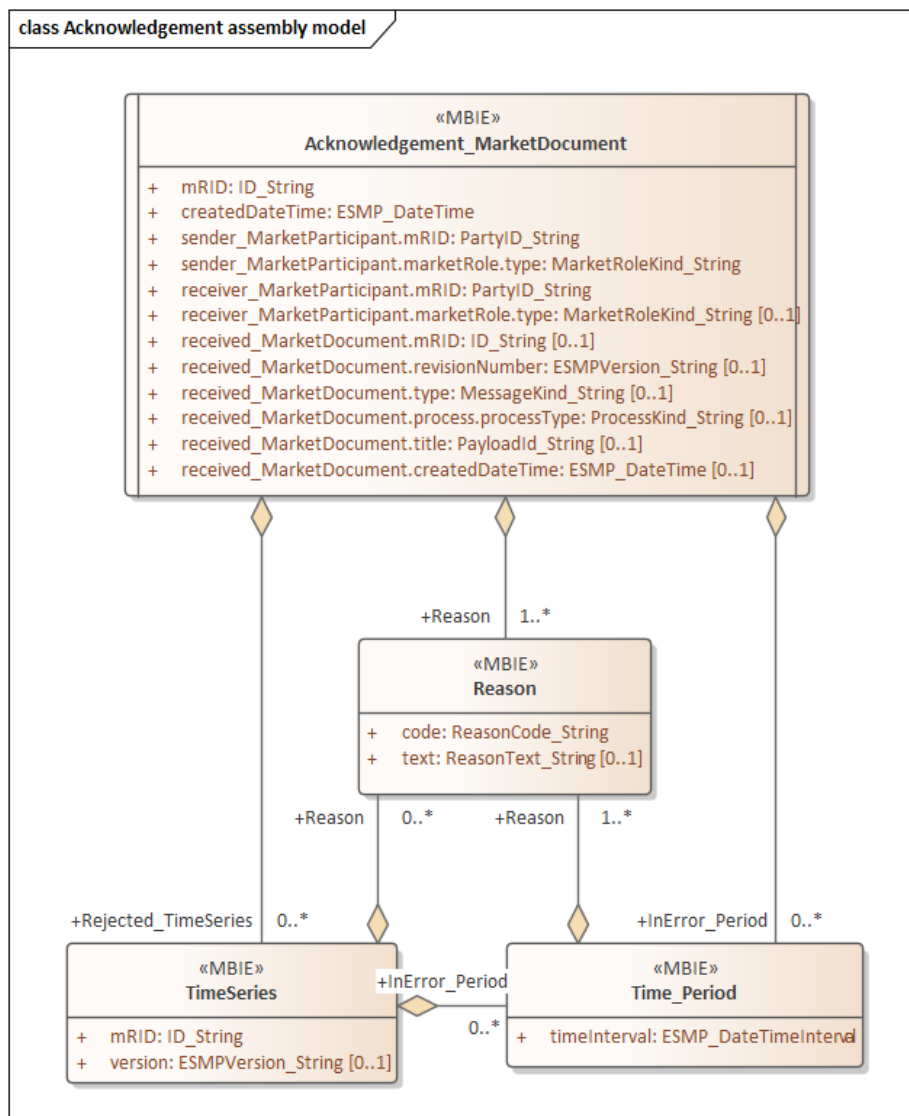 class Acknowledgement assembly model
«MBIE»
Acknowledgement_MarketDocument
+ mRID: ID_String
+ createdDateTime: ESMP_DateTime
+ sender_MarketParticipant.mRID: PartyID_String
+ sender_MarketParticipant.marketRole.type: MarketRoleKind_String
+ receiver_MarketParticipant.mRID: PartyID_String
+ receiver_MarketParticipant.marketRole.type: MarketRoleKind_String [0..1]
+ received_MarketDocument.mRID: ID_String [0..1]
+ received_MarketDocument.revisionNumber: ESMPVersion_String [0..1]
+ received_MarketDocument.type: MessageKind_String [0..1]
+ received_MarketDocument.process.processType: ProcessKind_String [0..1]
+ received_MarketDocument.title: PayloadId_String [0..1]
+ received_MarketDocument.createdDateTime: ESMP_DateTime [0..1]
+Reason 1..*
«MBIE»
Reason
+ code: ReasonCode_String
+ text: ReasonText_String [0..1]
+Reason 0..* +Reason 1..*
+Rejected_TimeSeries 0..* +InError_Period 0..*
«MBIE»
TimeSeries
+ mRID: ID_String
+ version: ESMPVersion_String [0..1]
+InError_Period
0..*
«MBIE»
Time_Period
+ timeInterval: ESMP_DateTimeInterval